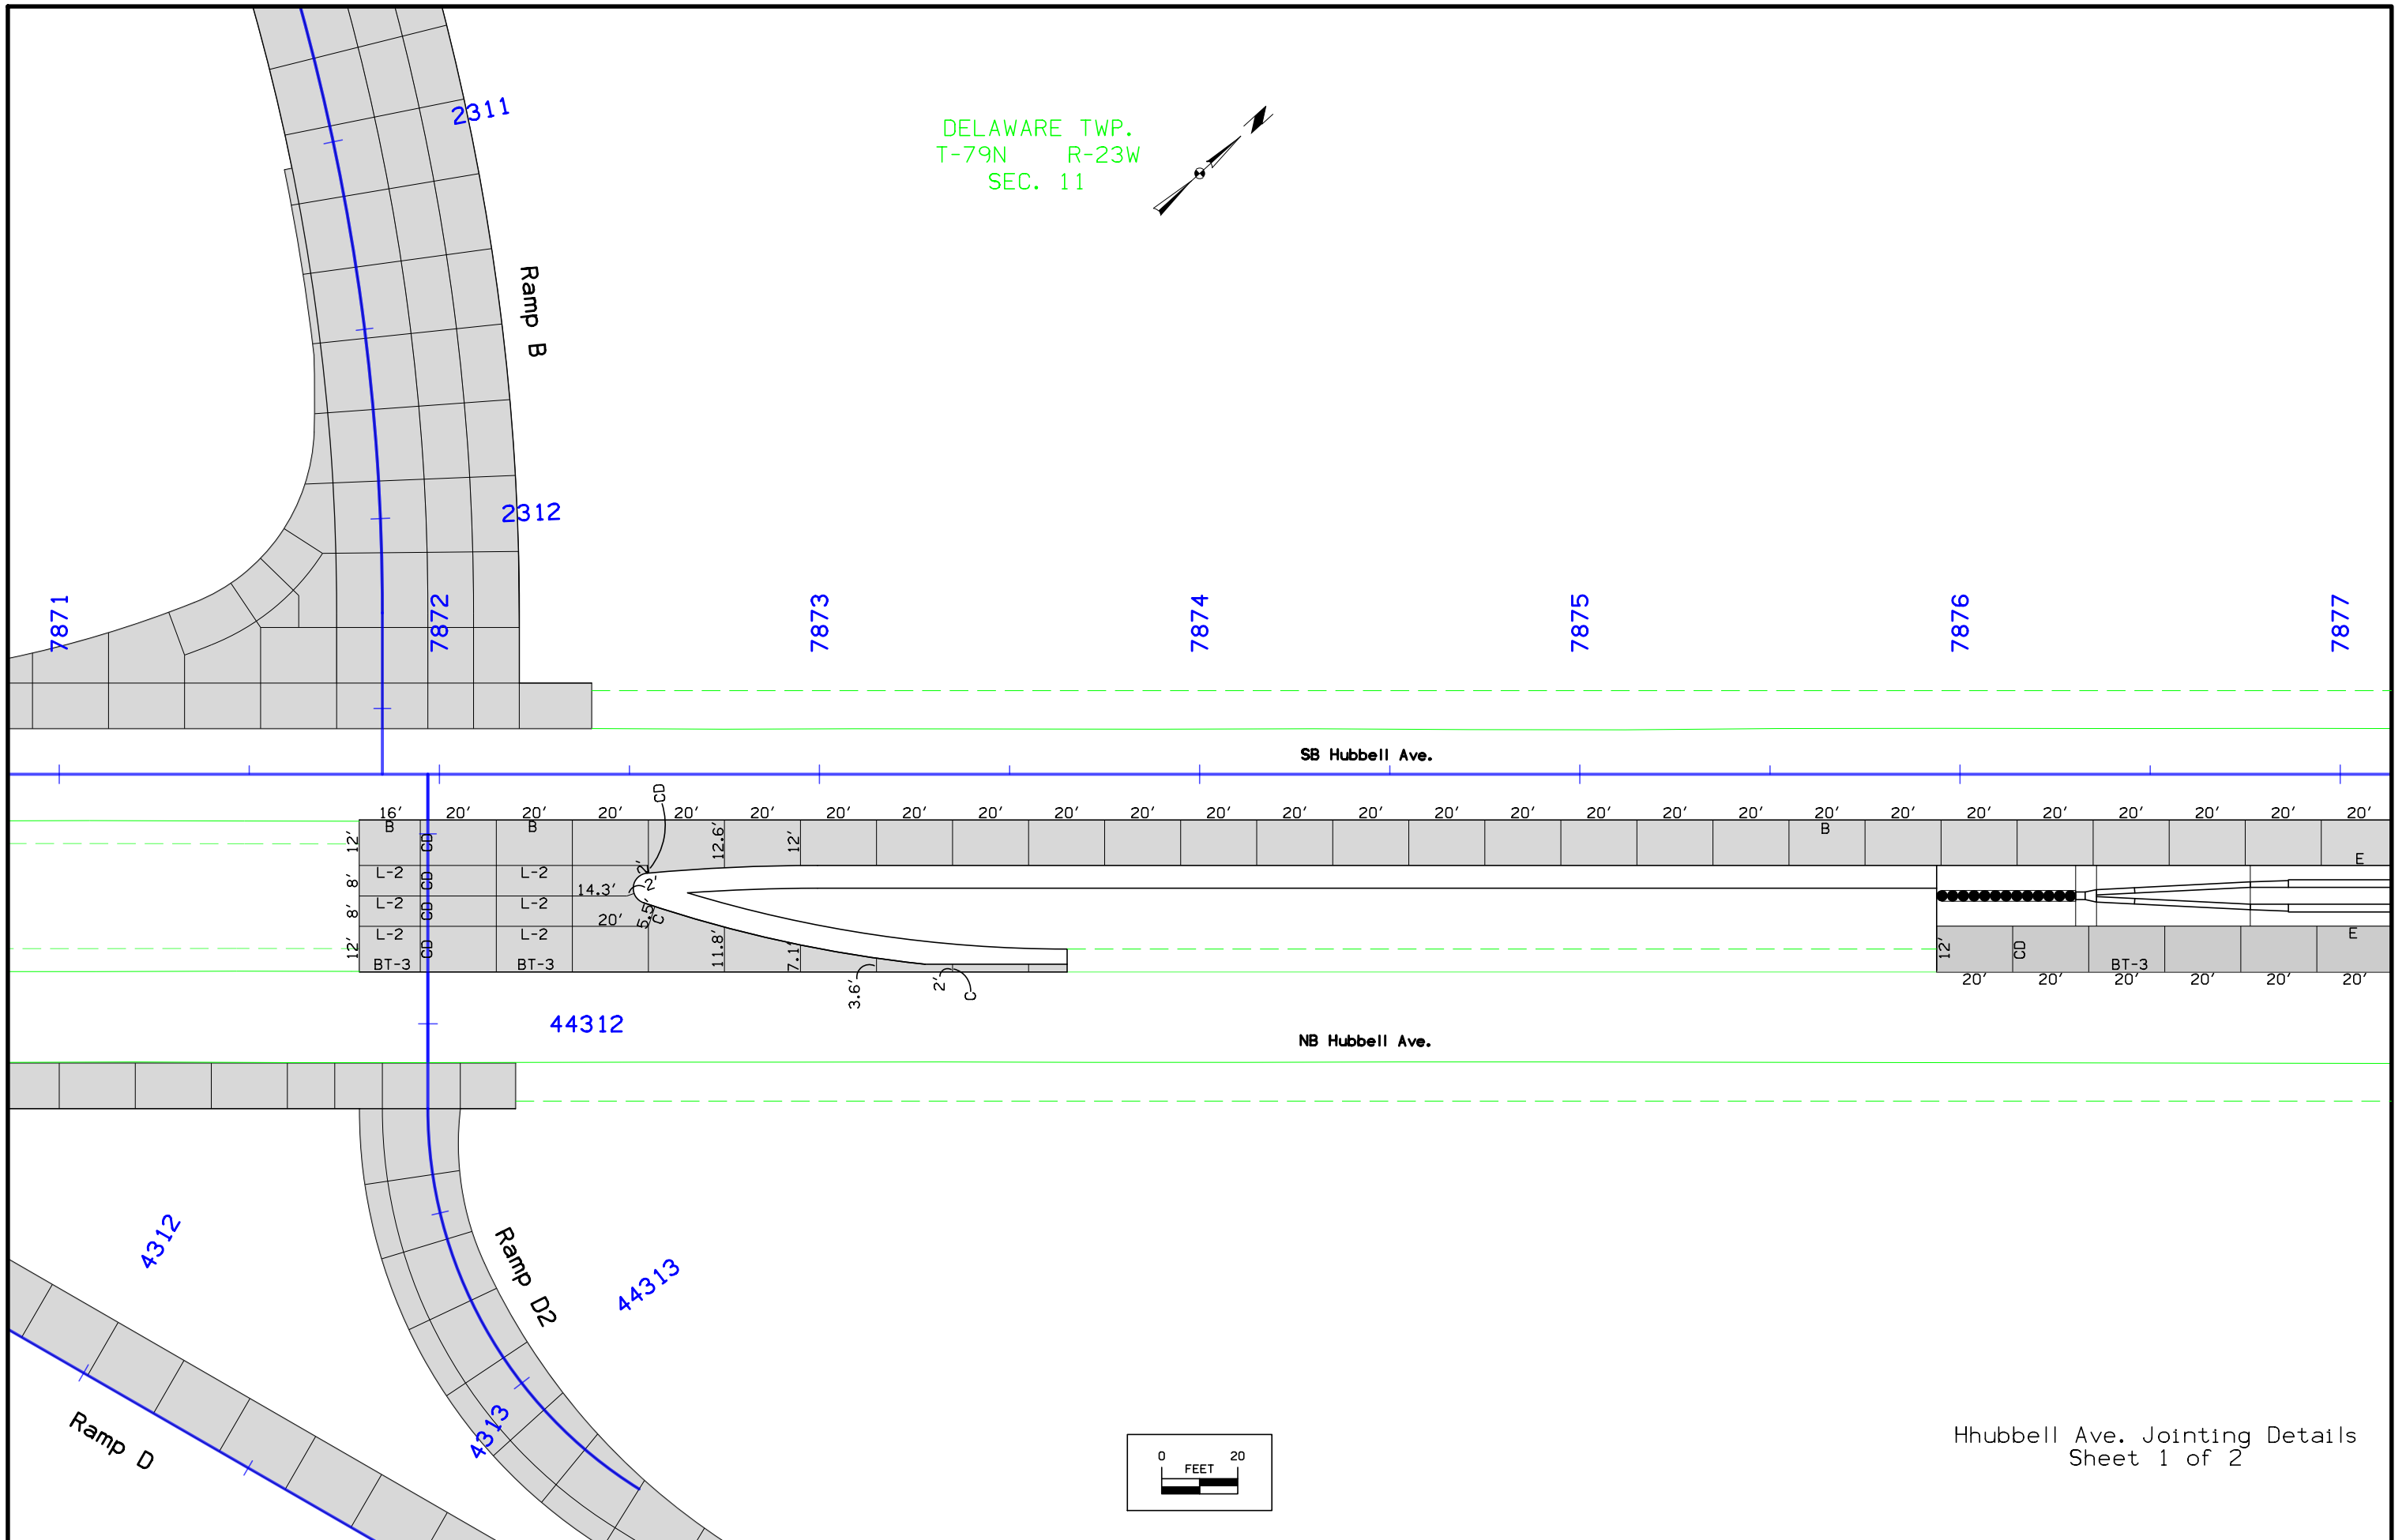 2311
DELAWARE TWP.
T-79N R-23W
SEC. 11
Ramp B
2312
7871 7872 7873 7874 7875 7876 7877
SB Hubbell Ave.
CD
16' 20' 20' 20' 20' 20' 20' 20' 20' 20' 20' 20' 20' 20' 20' 20' 20' 20' 20' 20' 20' 20' 20' 20' 20' 20' 20'
B B B
12' CD 12.6' 12' E
L-2 L-2 2'
8' CD 14.3' 2'
L-2 L-2
8' CD 20' 5.5' C
L-2 L-2 E
12' CD 11.8' 7.1' 12' CD
BT-3 BT-3 BT-3
3.6' 2' C 20' 20' 20' 20' 20' 20'
44312
NB Hubbell Ave.
4312
Ramp D2
44313
4313
Ramp D
0 20
FEET
Hhubbell Ave. Jointing Details
Sheet 1 of 2